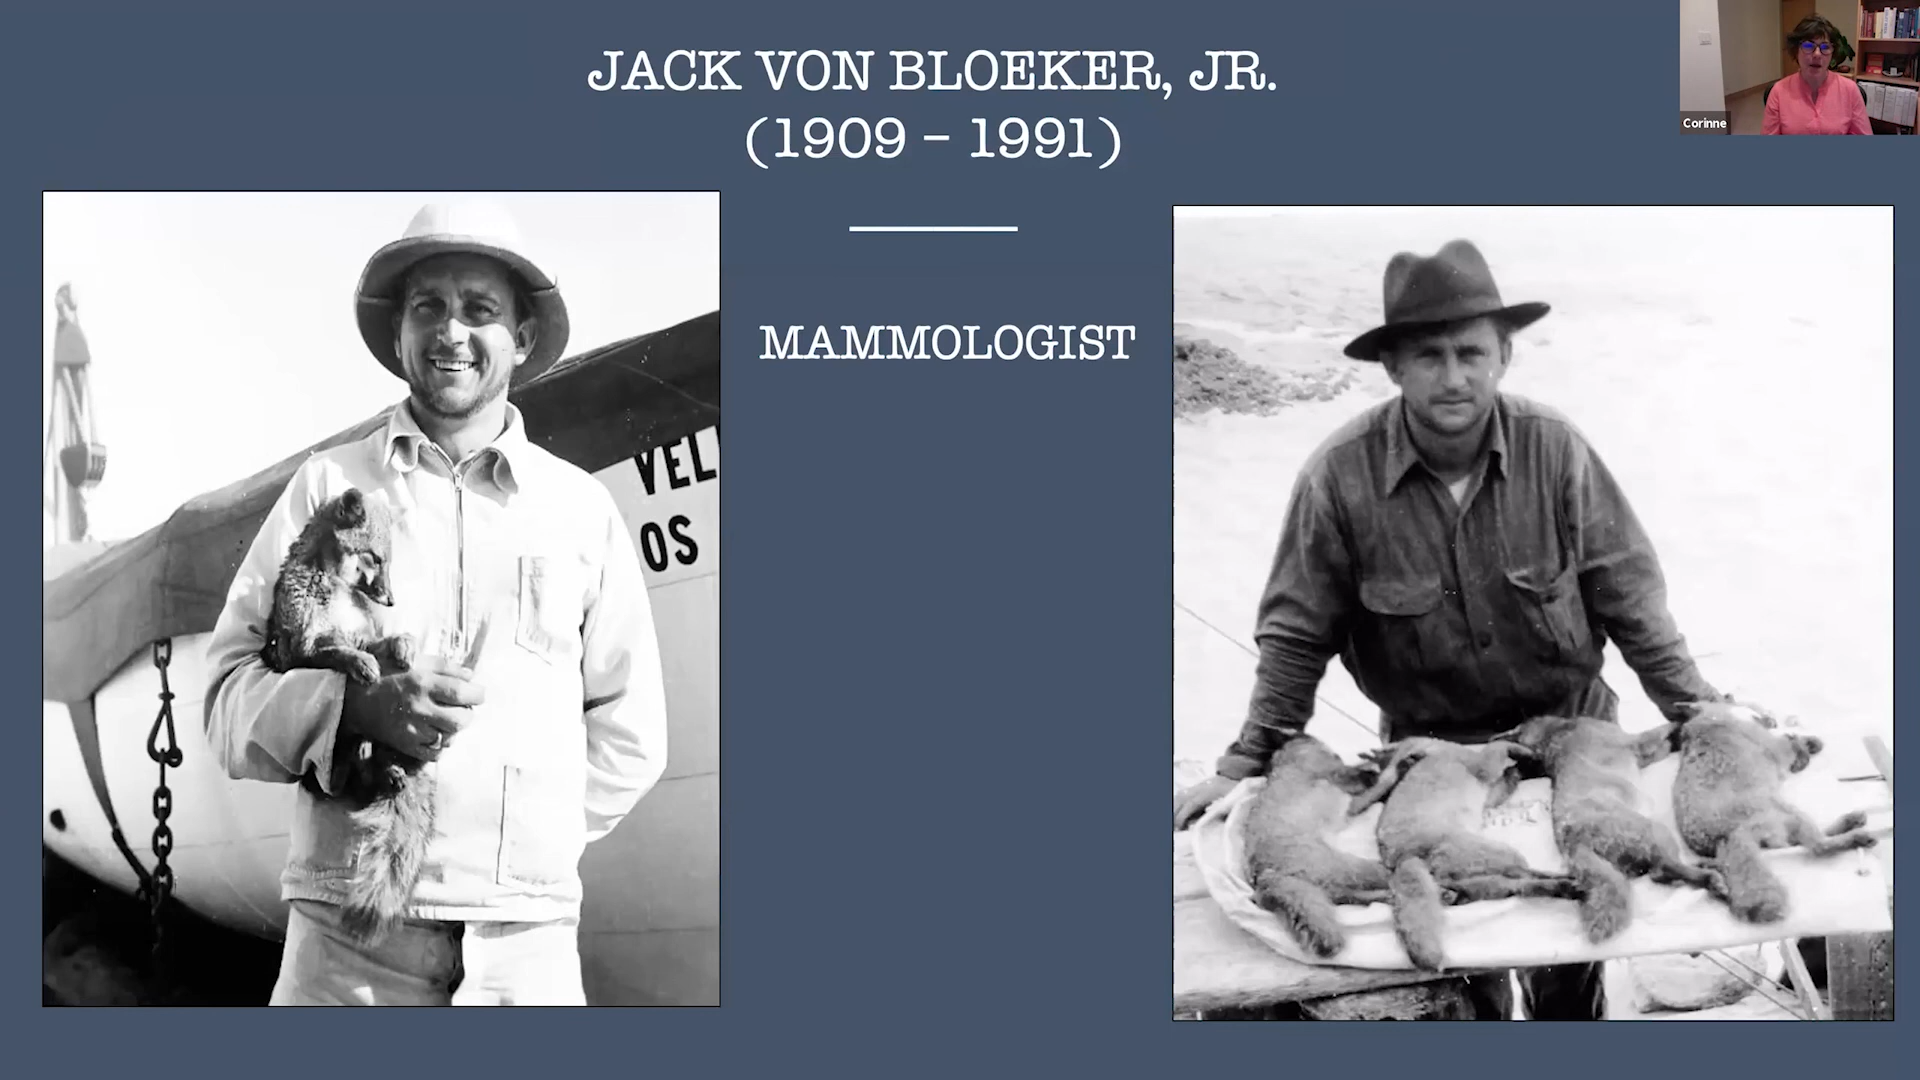 JACK VON BLOEKER, JR.
(1909 – 1991)
Corinne
MAMMOLOGIST
VEL
OS